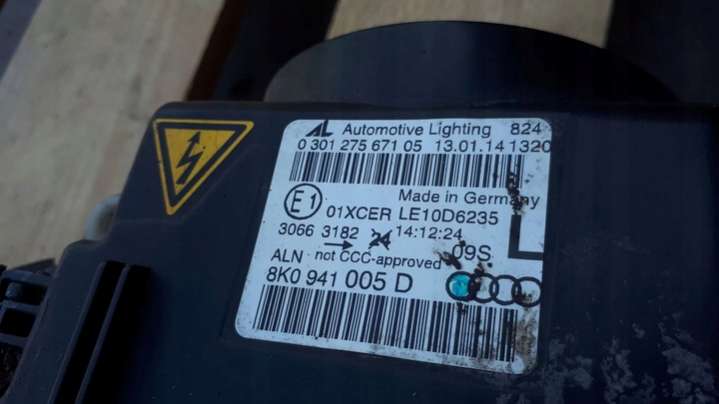 AL Automotive Lighting 824
0 301 275 671 05 13.01.14 1320
E1 Made in Germany
01XCER LE10D6235
3066 3182 14:12:24
ALN not CCC-approved 09S
8K0 941 005 D
L